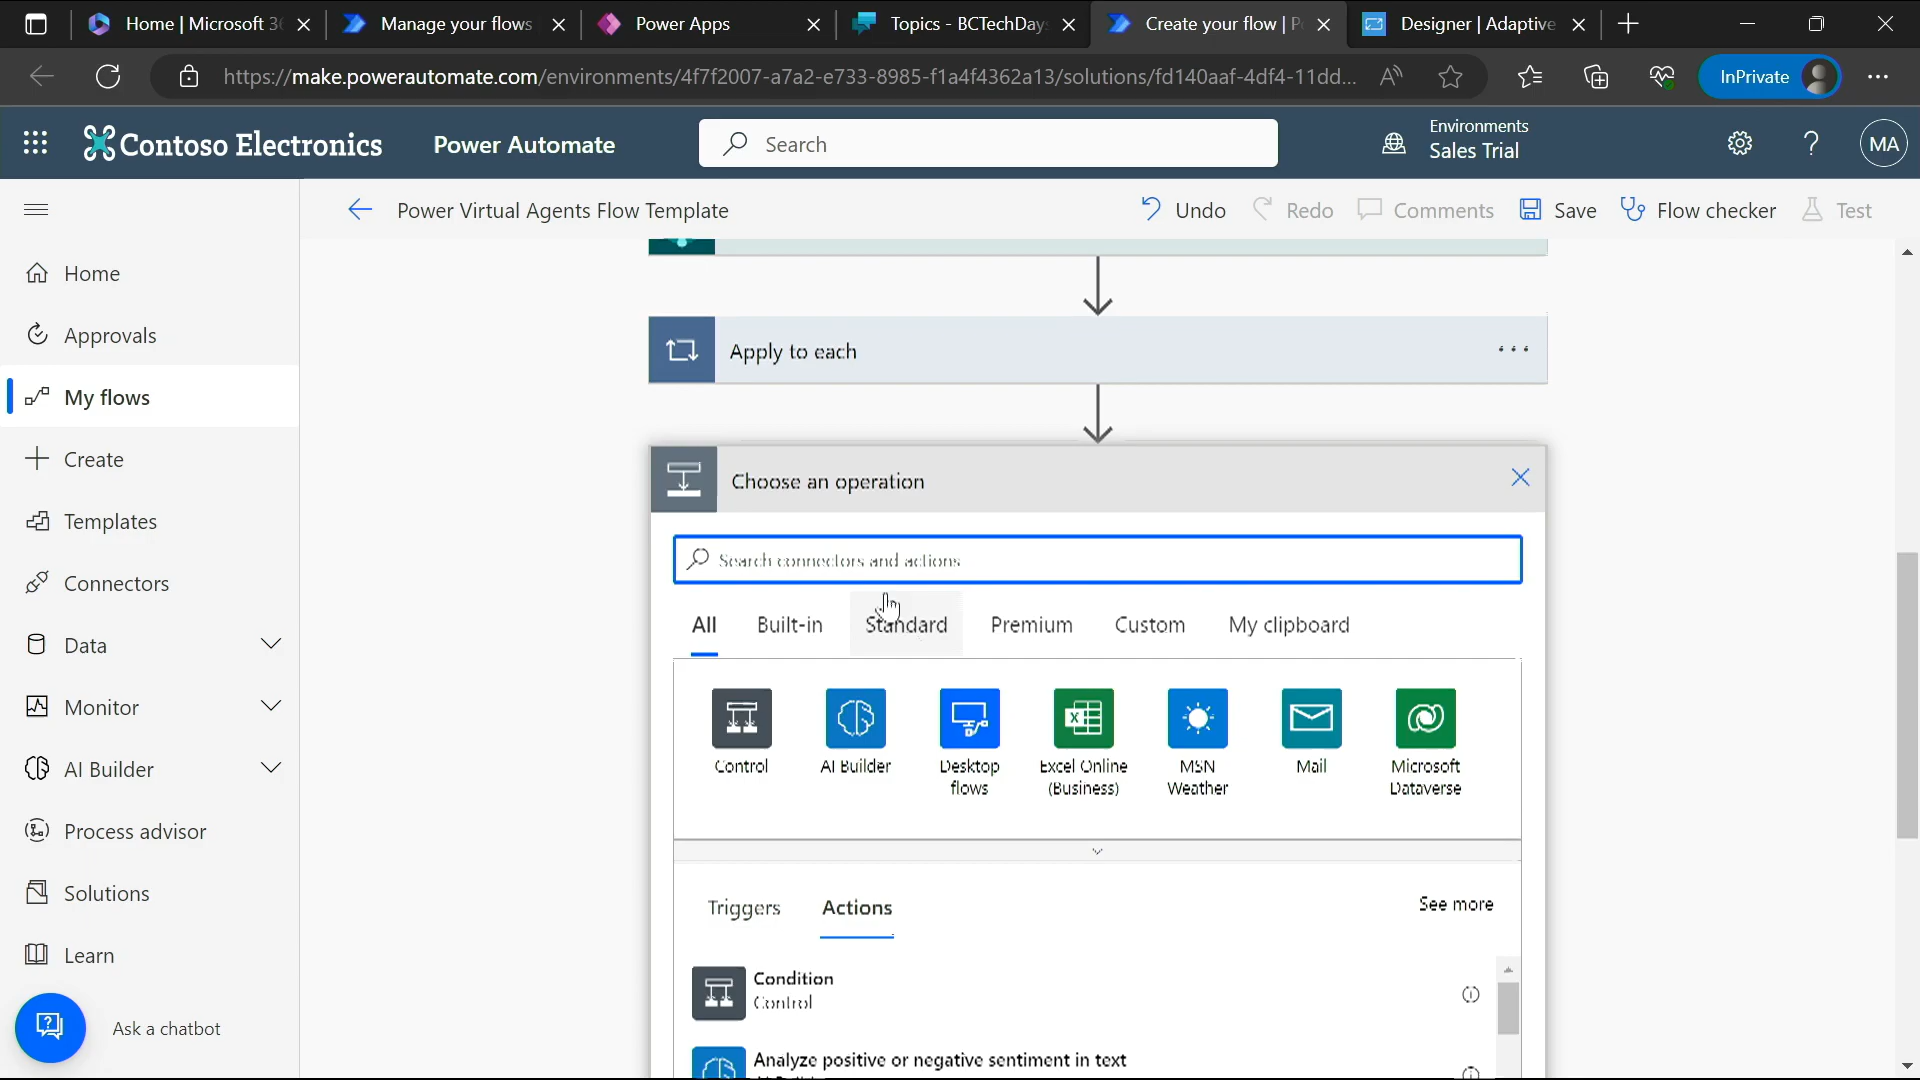 Home | Microsoft 3
Manage your flows
Power Apps
Topics - BCTechDay
Create your flow | P
Designer | Adaptive
https://make.powerautomate.com/environments/4f7f2007-a7a2-e733-8985-f1a4f4362a13/solutions/fd140aaf-4df4-11dd...
InPrivate
Contoso Electronics
Power Automate
Search
Environments
Sales Trial
MA
Power Virtual Agents Flow Template
Undo
Redo
Comments
Save
Flow checker
Test
Home
Approvals
My flows
Create
Templates
Connectors
Data
Monitor
AI Builder
Process advisor
Solutions
Learn
Ask a chatbot
Apply to each
Choose an operation
Search connectors and actions
All
Built-in
Standard
Premium
Custom
My clipboard
Control
AI Builder
Desktop
flows
Excel Online
(Business)
MSN
Weather
Mail
Microsoft
Dataverse
Triggers
Actions
See more
Condition
Control
Analyze positive or negative sentiment in text